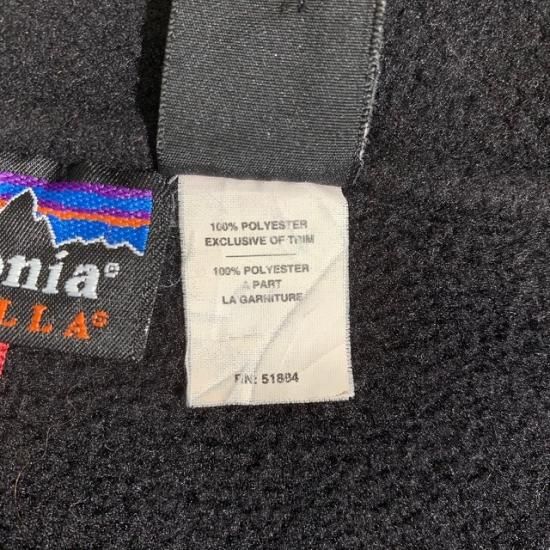 onia®
LLA®
100% POLYESTER
EXCLUSIVE OF TRIM
100% POLYESTER
A PART
LA GARNITURE
RN: 51884